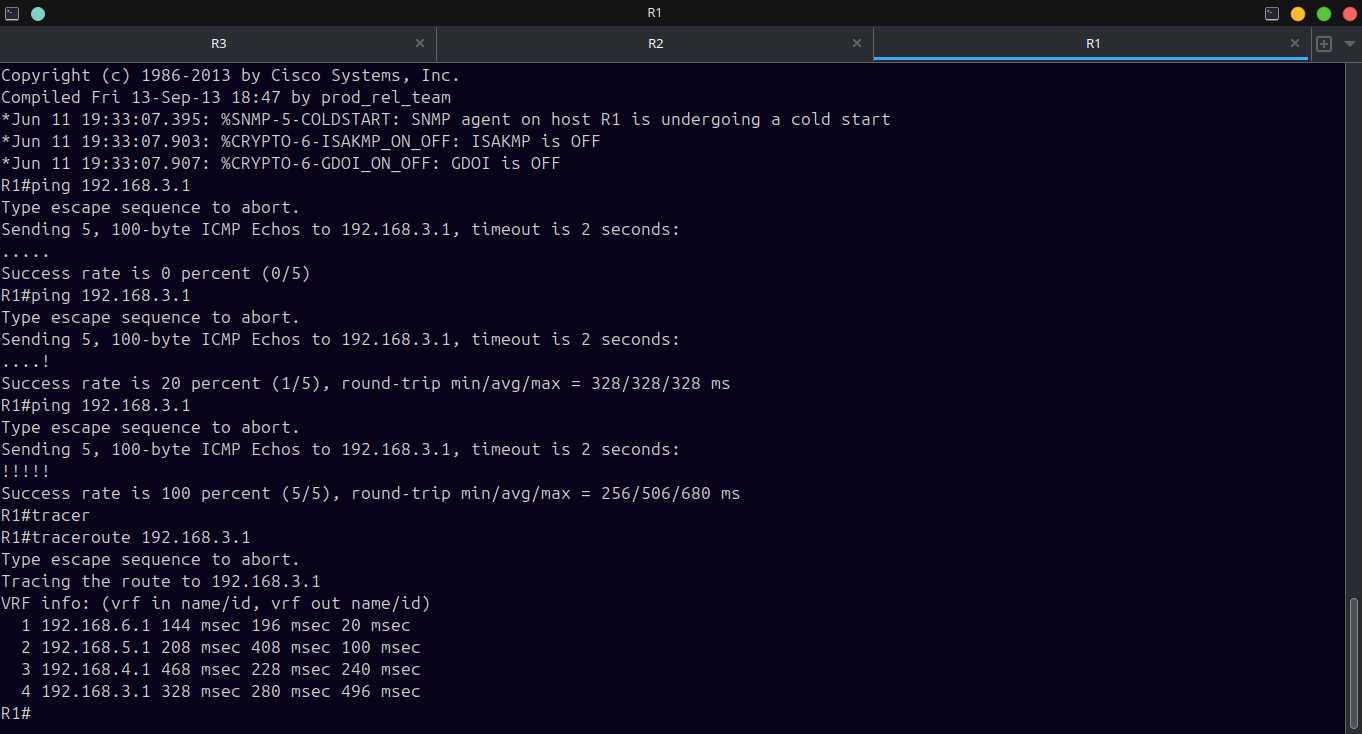 R1
R3
R2
R1
Copyright (c) 1986-2013 by Cisco Systems, Inc.
Compiled Fri 13-Sep-13 18:47 by prod_rel_team
*Jun 11 19:33:07.395: %SNMP-5-COLDSTART: SNMP agent on host R1 is undergoing a cold start
*Jun 11 19:33:07.903: %CRYPTO-6-ISAKMP_ON_OFF: ISAKMP is OFF
*Jun 11 19:33:07.907: %CRYPTO-6-GDOI_ON_OFF: GDOI is OFF
R1#ping 192.168.3.1
Type escape sequence to abort.
Sending 5, 100-byte ICMP Echos to 192.168.3.1, timeout is 2 seconds:
.....
Success rate is 0 percent (0/5)
R1#ping 192.168.3.1
Type escape sequence to abort.
Sending 5, 100-byte ICMP Echos to 192.168.3.1, timeout is 2 seconds:
....!
Success rate is 20 percent (1/5), round-trip min/avg/max = 328/328/328 ms
R1#ping 192.168.3.1
Type escape sequence to abort.
Sending 5, 100-byte ICMP Echos to 192.168.3.1, timeout is 2 seconds:
!!!!!
Success rate is 100 percent (5/5), round-trip min/avg/max = 256/506/680 ms
R1#tracer
R1#traceroute 192.168.3.1
Type escape sequence to abort.
Tracing the route to 192.168.3.1
VRF info: (vrf in name/id, vrf out name/id)
  1 192.168.6.1 144 msec 196 msec 20 msec
  2 192.168.5.1 208 msec 408 msec 100 msec
  3 192.168.4.1 468 msec 228 msec 240 msec
  4 192.168.3.1 328 msec 280 msec 496 msec
R1#